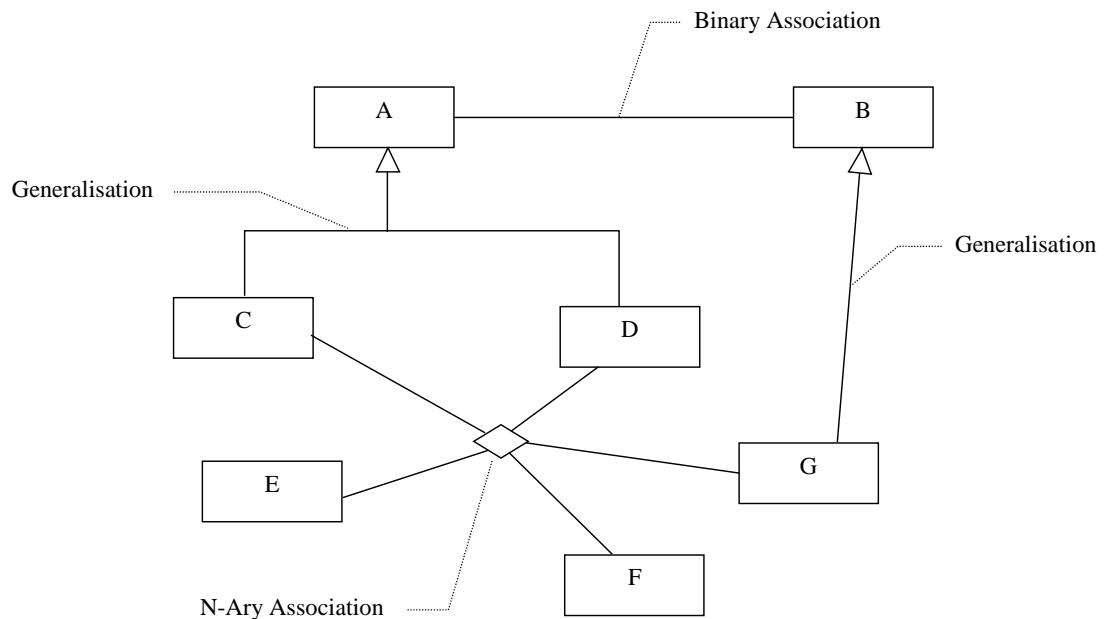 Binary Association
A
B
Generalisation
Generalisation
C
D
E
G
F
N-Ary Association